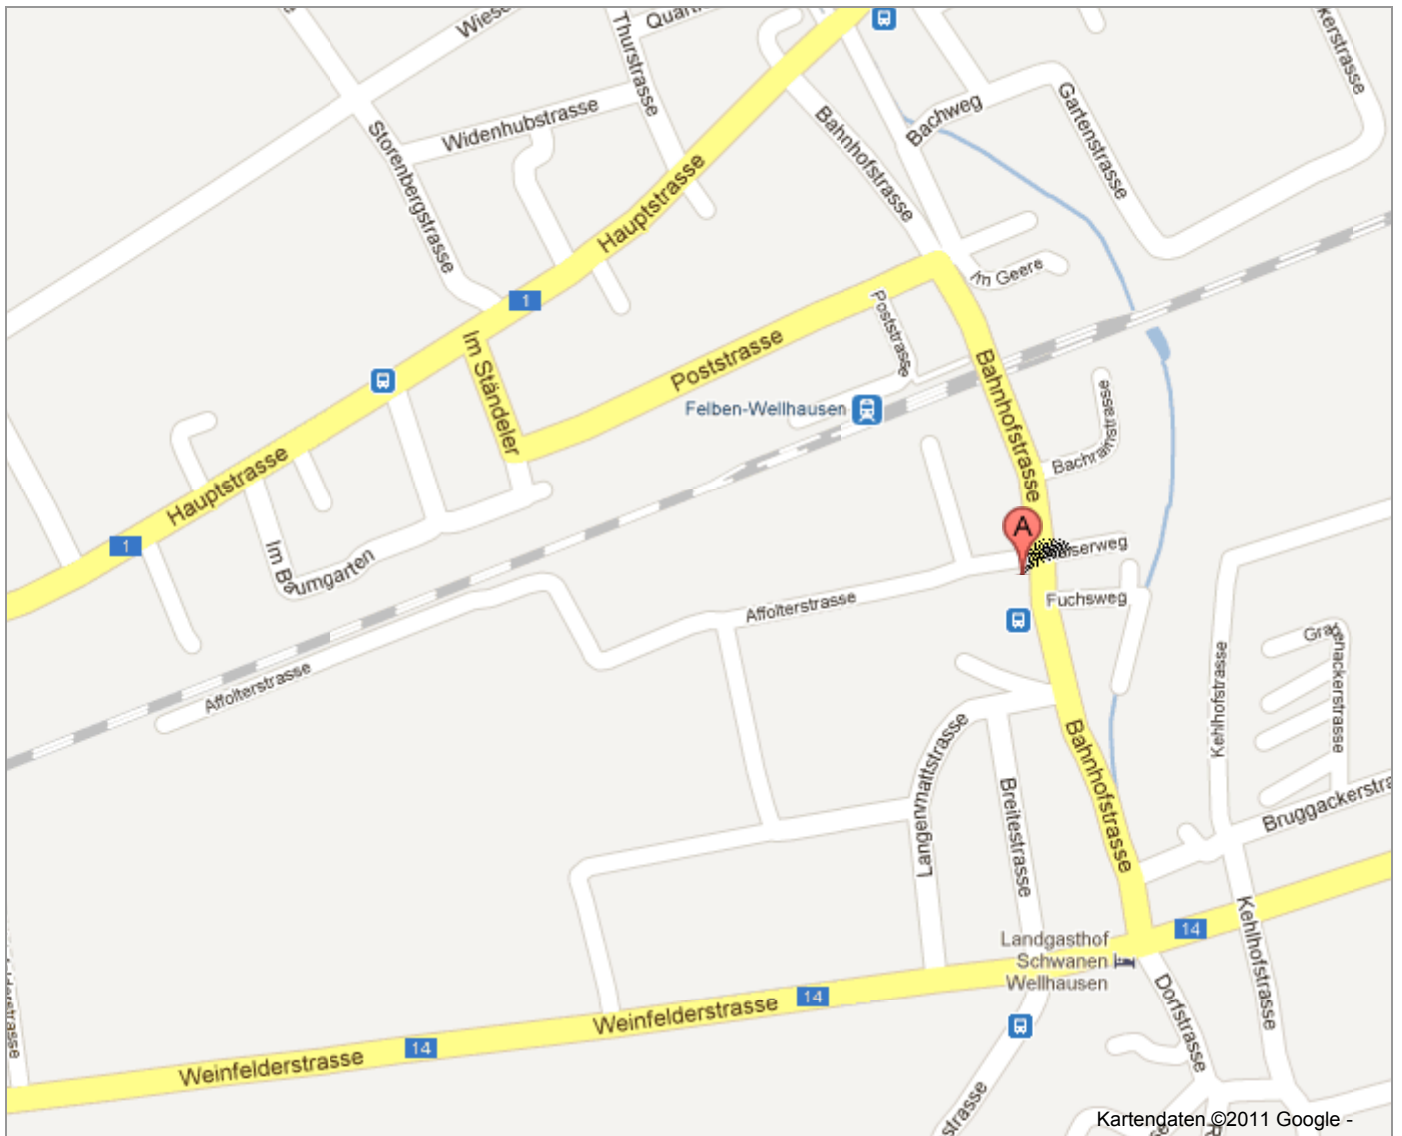 Thurstrasse
Widenhubstrasse
Storenbergstrasse
Hauptstrasse
Bahnhofstrasse
Bachweg
Gartenstrasse
Im Geere
1
Im Ständeler
Poststrasse
Poststrasse
Felben-Wellhausen
Bahnhofstrasse
Bachrainstrasse
Hauptstrasse
1
Im Baumgarten
A
Fuchsweg
Affolterstrasse
Affolterstrasse
Kehlhofstrasse
Langenmattstrasse
Breitestrasse
Bahnhofstrasse
Landgasthof
Schwanen
Wellhausen
14
Kehlhofstrasse
Weinfelderstrasse
14
Weinfelderstrasse
14
Dorfstrasse
Kartendaten ©2011 Google -